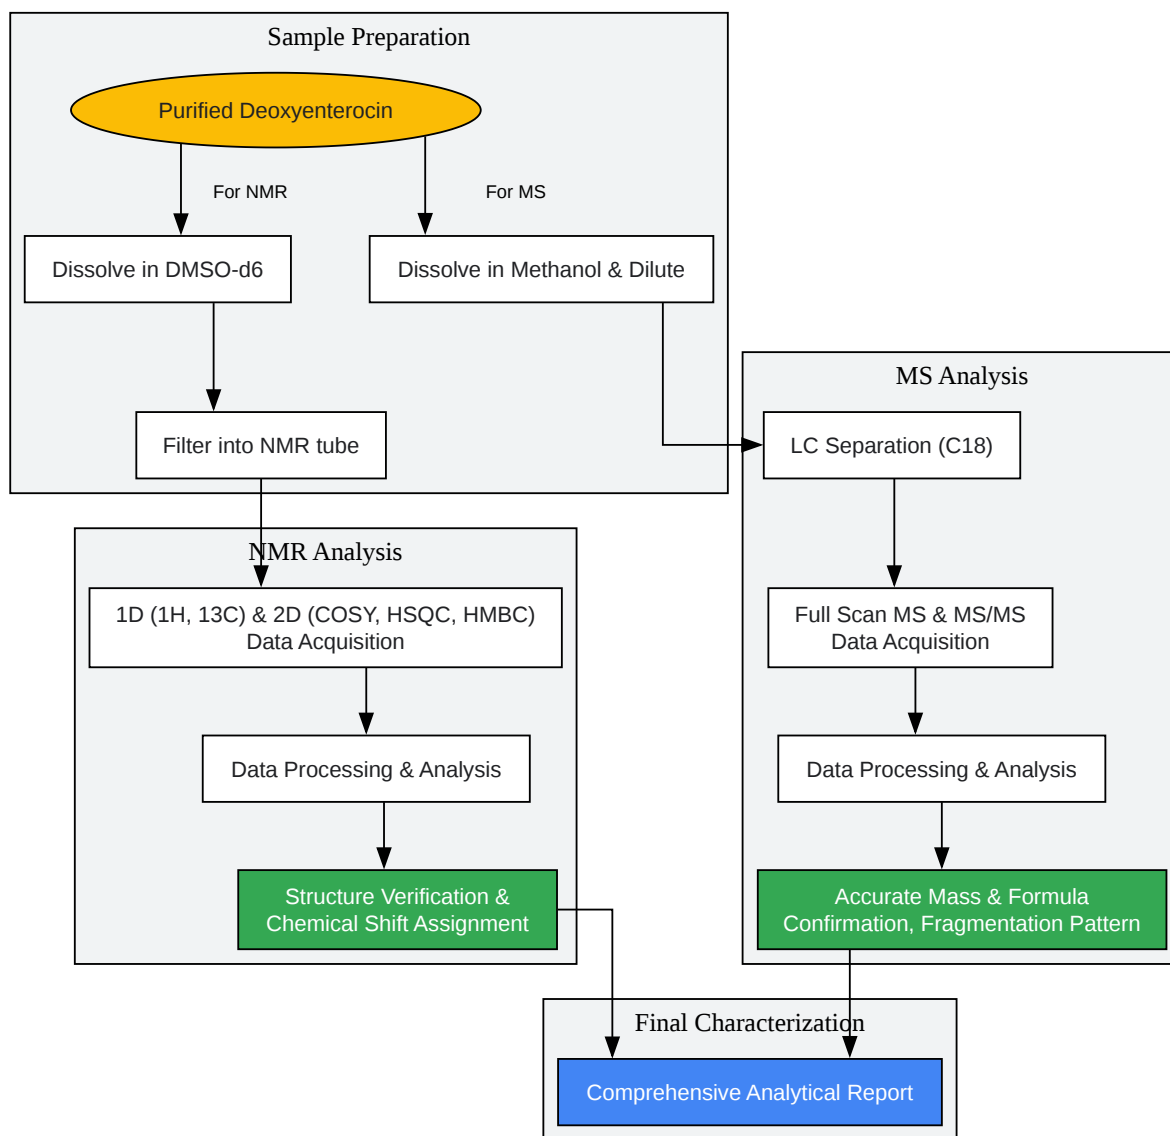 Sample Preparation
Purified Deoxyenterocin
For NMR
For MS
Dissolve in DMSO-d6
Dissolve in Methanol & Dilute
Filter into NMR tube
MS Analysis
LC Separation (C18)
NMR Analysis
1D (1H, 13C) & 2D (COSY, HSQC, HMBC)
Data Acquisition
Full Scan MS & MS/MS
Data Acquisition
Data Processing & Analysis
Data Processing & Analysis
Structure Verification &
Chemical Shift Assignment
Accurate Mass & Formula
Confirmation, Fragmentation Pattern
Final Characterization
Comprehensive Analytical Report